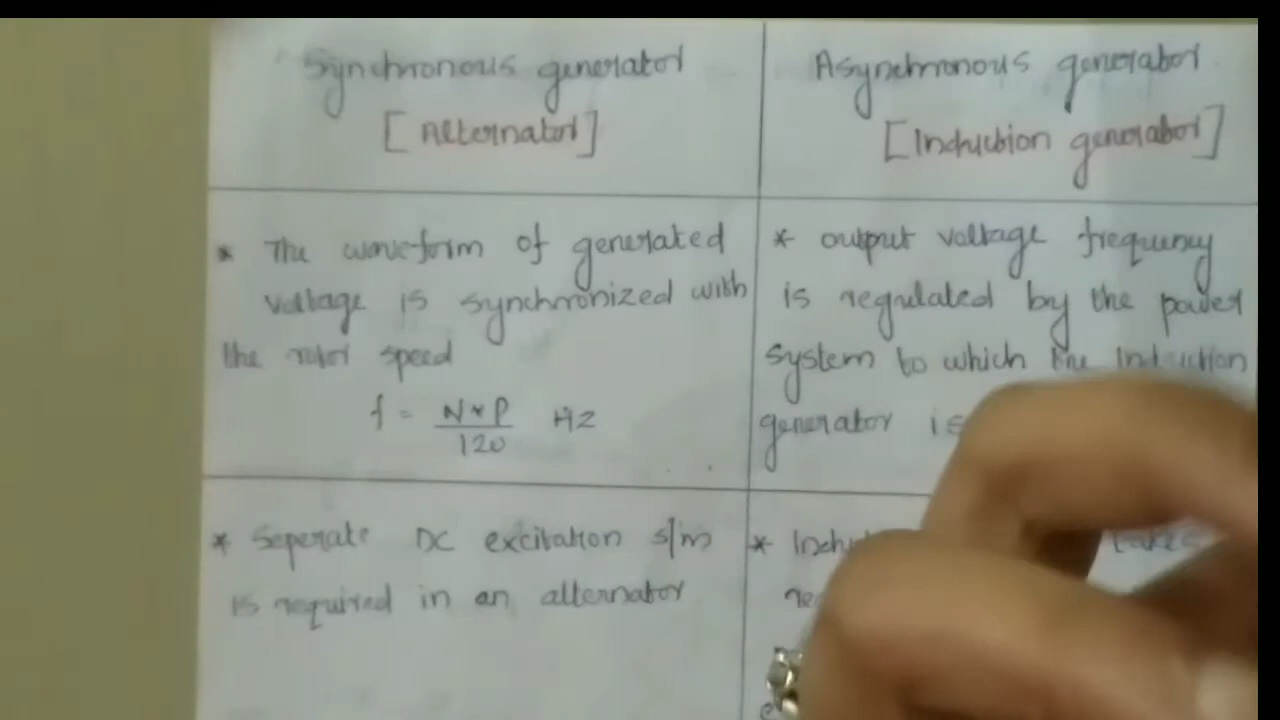 Synchronous generator
[Alternator]
Asynchronous generator
[Induction generator]
* The waveform of generated
voltage is synchronized with
the rotor speed
f = N*P/120 Hz
* output voltage frequency
is regulated by the power
system to which the Induction
generator is
* Seperate DC excitation s/m
is required in an alternator
* takes